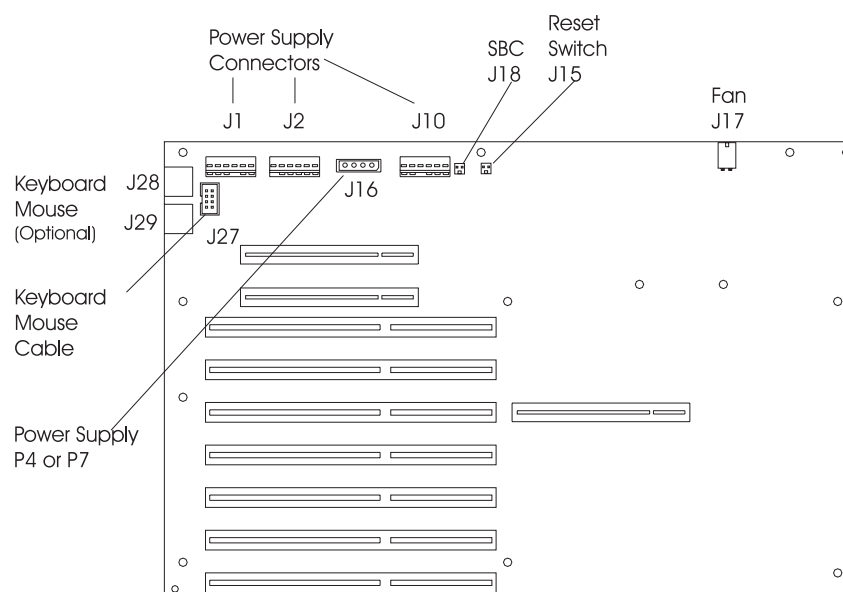 Power Supply
Connectors
J1
J2
J10
SBC
J18
Reset
Switch
J15
Fan
J17
Keyboard
Mouse
(Optional)
J28
J29
J16
J27
Keyboard
Mouse
Cable
Power Supply
P4 or P7